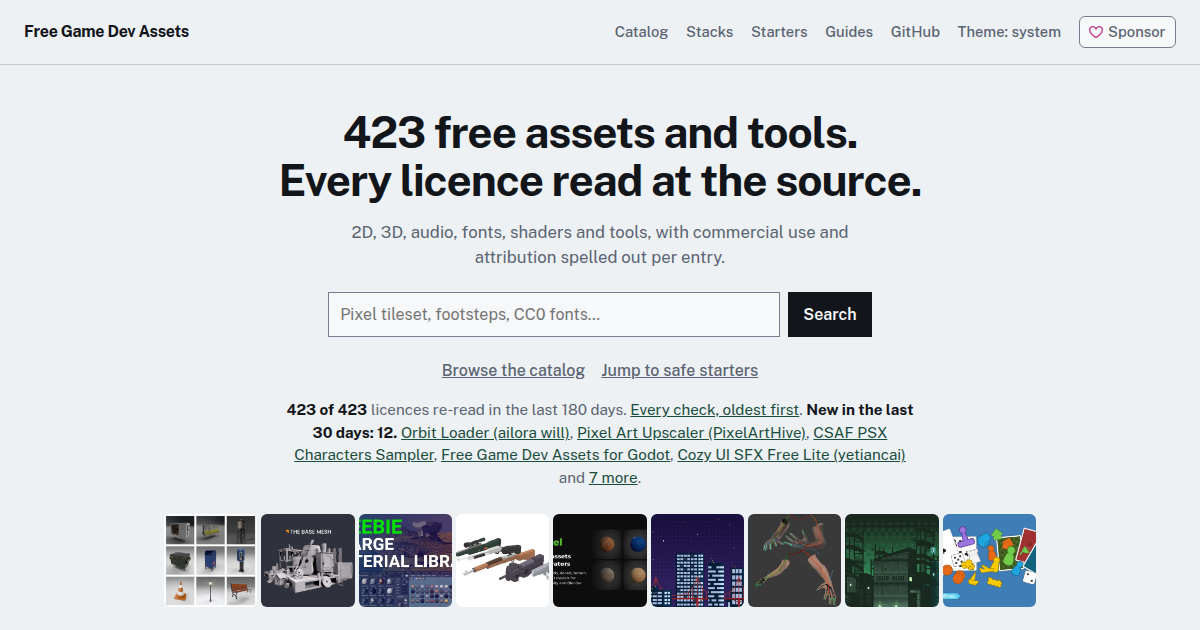 Free Game Dev Assets
Catalog Stacks Starters Guides GitHub Theme: system Sponsor
423 free assets and tools.
Every licence read at the source.
2D, 3D, audio, fonts, shaders and tools, with commercial use and
attribution spelled out per entry.
Pixel tileset, footsteps, CC0 fonts...
Search
Browse the catalog Jump to safe starters
423 of 423 licences re-read in the last 180 days. Every check, oldest first. New in the last
30 days: 12. Orbit Loader (ailora will), Pixel Art Upscaler (PixelArtHive), CSAF PSX
Characters Sampler, Free Game Dev Assets for Godot, Cozy UI SFX Free Lite (yetiancai)
and 7 more.
THE BASE MESH
EEBIE
ARGE
TERIAL LIBRA
el
ssets
rators